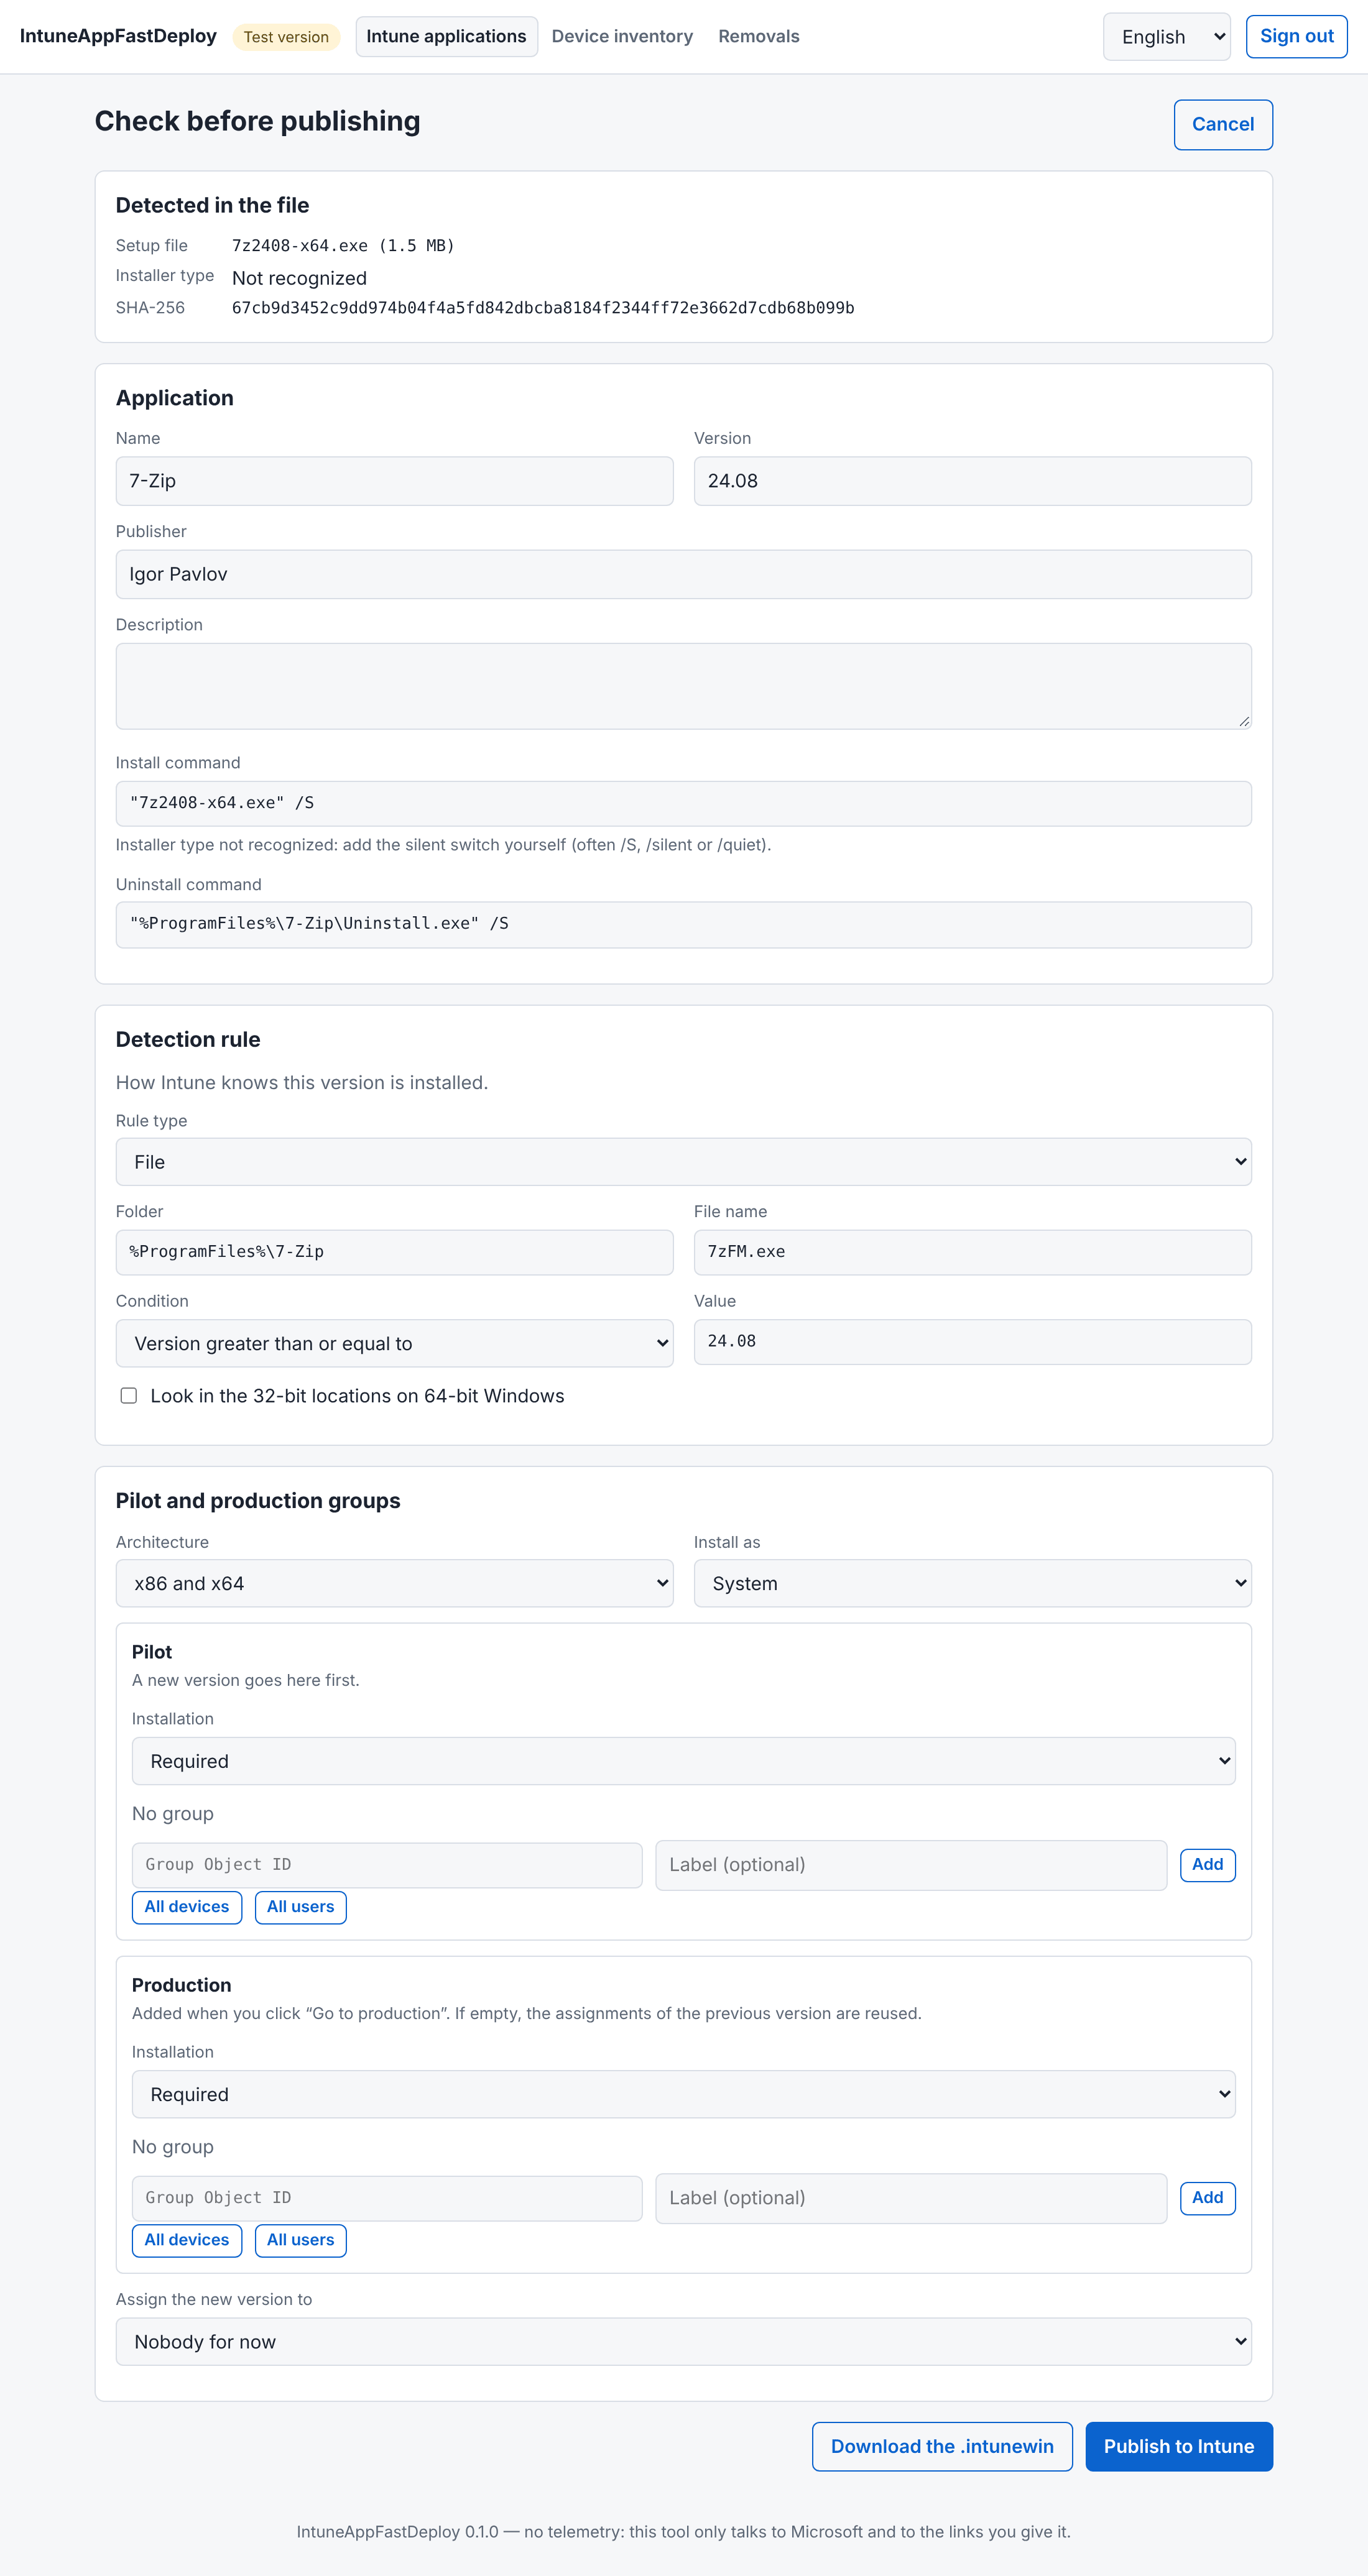 IntuneAppFastDeploy Test version Intune applications Device inventory Removals English Sign out
Check before publishing Cancel
Detected in the file
Setup file 7z2408-x64.exe (1.5 MB)
Installer type Not recognized
SHA-256 67cb9d3452c9dd974b04f4a5fd842dbcba8184f2344ff72e3662d7cdb68b099b
Application
Name Version
7-Zip 24.08
Publisher
Igor Pavlov
Description
Install command
"7z2408-x64.exe" /S
Installer type not recognized: add the silent switch yourself (often /S, /silent or /quiet).
Uninstall command
"%ProgramFiles%\7-Zip\Uninstall.exe" /S
Detection rule
How Intune knows this version is installed.
Rule type
File
Folder File name
%ProgramFiles%\7-Zip 7zFM.exe
Condition Value
Version greater than or equal to 24.08
Look in the 32-bit locations on 64-bit Windows
Pilot and production groups
Architecture Install as
x86 and x64 System
Pilot
A new version goes here first.
Installation
Required
No group
Group Object ID Label (optional) Add
All devices All users
Production
Added when you click “Go to production”. If empty, the assignments of the previous version are reused.
Installation
Required
No group
Group Object ID Label (optional) Add
All devices All users
Assign the new version to
Nobody for now
Download the .intunewin Publish to Intune
IntuneAppFastDeploy 0.1.0 — no telemetry: this tool only talks to Microsoft and to the links you give it.